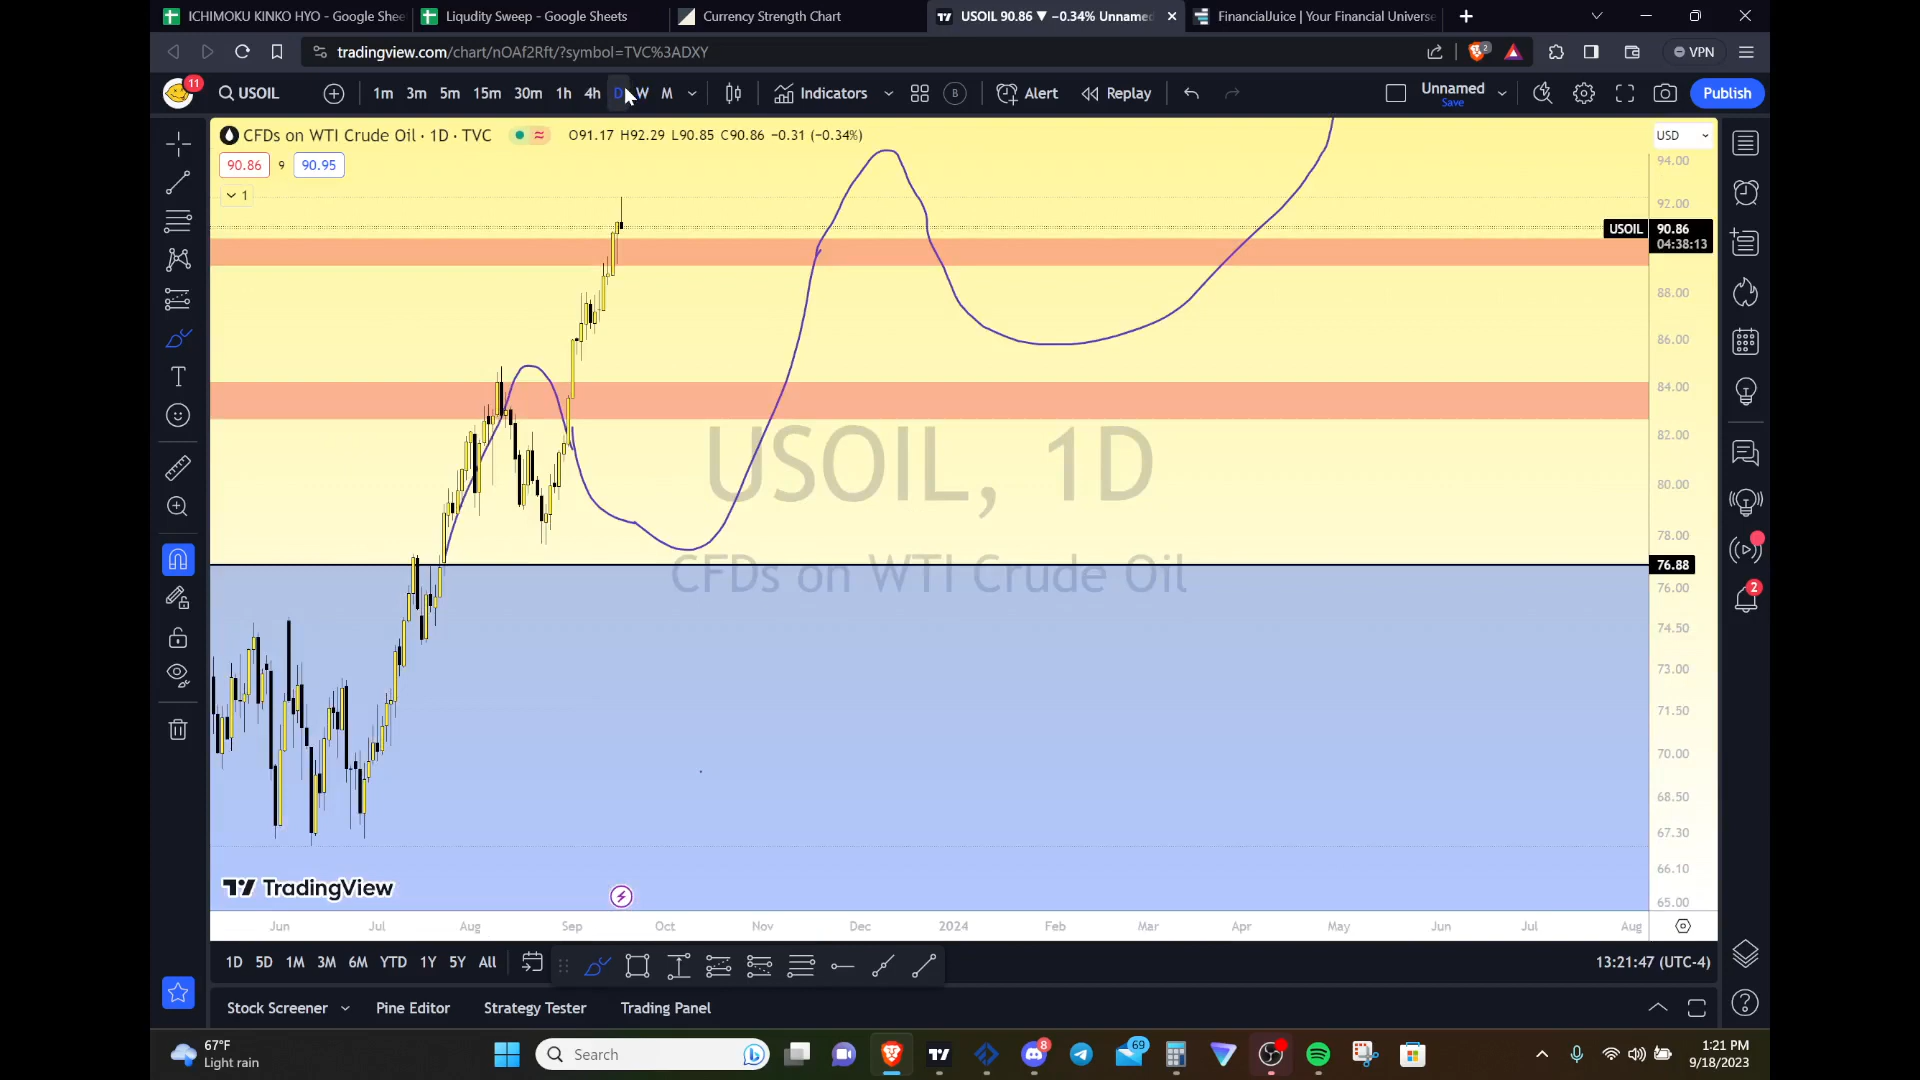 ICHIMOKU KINKO HYO - Google Shee
Liqudity Sweep - Google Sheets
Currency Strength Chart
USOIL 90.86 ▼ −0.34% Unname
FinancialJuice | Your Financial Universe
tradingview.com/chart/nOAf2Rft/?symbol=TVC%3ADXY
2
VPN
11
USOIL
1m 3m 5m 15m 30m 1h 4h D W M
Indicators
B
Alert
Replay
Unnamed
Save
Publish
CFDs on WTI Crude Oil · 1D · TVC
O91.17 H92.29 L90.85 C90.86 −0.31 (−0.34%)
USD
90.86 9 90.95
1
94.00
92.00
USOIL 90.86
04:38:13
88.00
86.00
84.00
82.00
80.00
78.00
76.88
76.00
74.50
73.00
71.50
70.00
68.50
67.30
66.10
65.00
USOIL, 1D
CFDs on WTI Crude Oil
2
TradingView
Jun Jul Aug Sep Oct Nov Dec 2024 Feb Mar Apr May Jun Jul Aug
1D 5D 1M 3M 6M YTD 1Y 5Y All
13:21:47 (UTC-4)
Stock Screener Pine Editor Strategy Tester Trading Panel
67°F
Light rain
Search
8
69
1:21 PM
9/18/2023